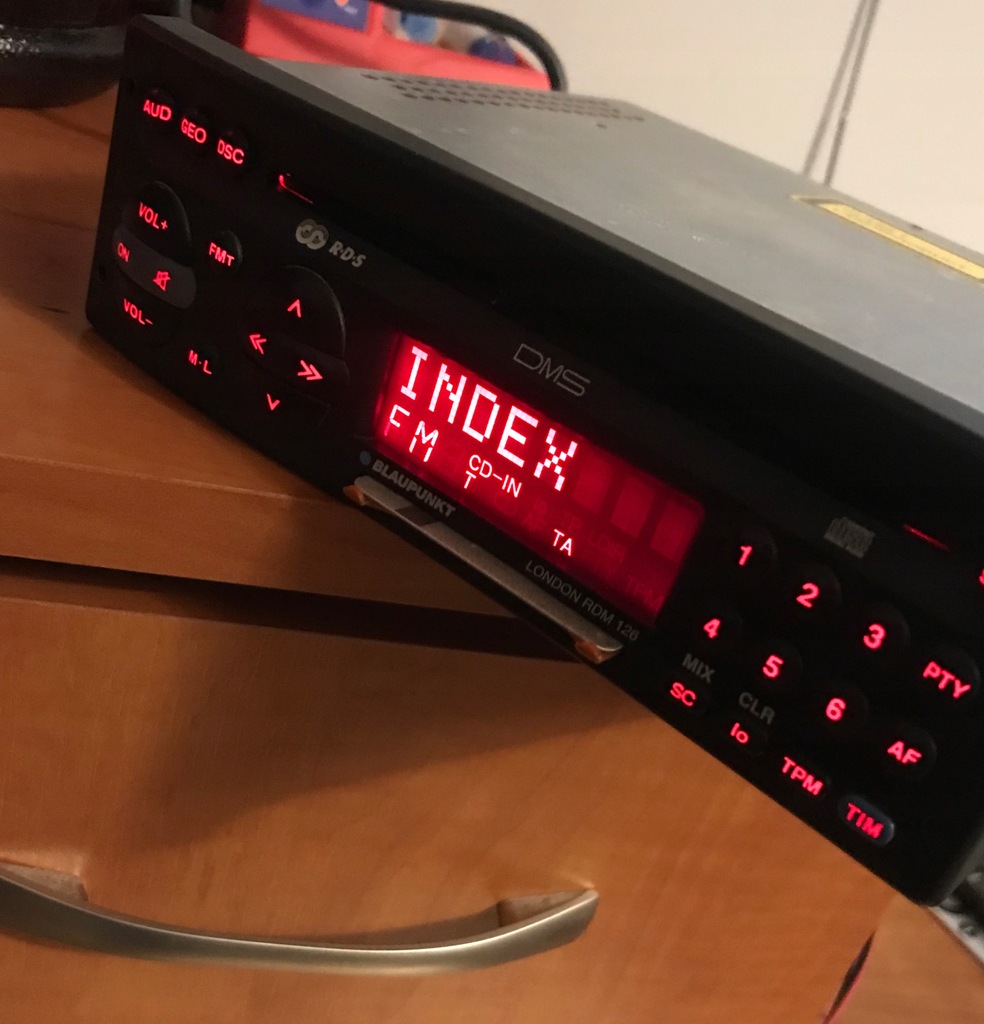 AUD GEO DSC
VOL+
ON
VOL-
FMT
M·L
R·D·S
DMS
INDEX
FM
CD-IN
T
TA
BLAUPUNKT
LONDON RDM 126
1 2 3 PTY
4 5 6 AF
MIX CLR
SC lo TPM TIM